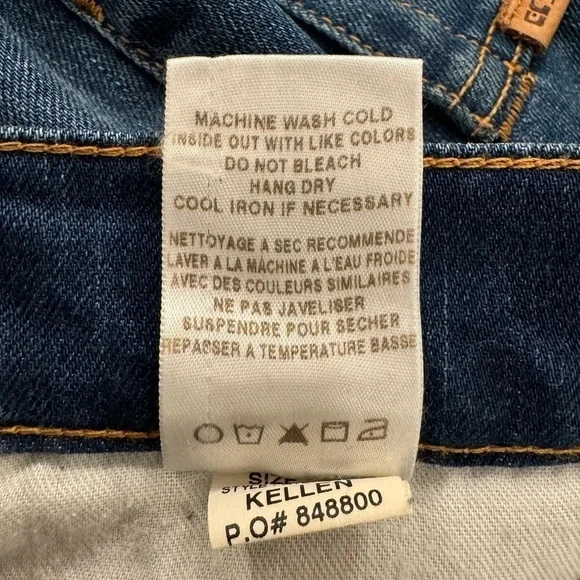 MACHINE WASH COLD
INSIDE OUT WITH LIKE COLORS
DO NOT BLEACH
HANG DRY
COOL IRON IF NECESSARY
NETTOYAGE A SEC RECOMMENDE
LAVER A LA MACHINE A L'EAU FROIDE
AVEC DES COULEURS SIMILAIRES
NE PAS JAVELISER
SUSPENDRE POUR SECHER
REPASSER A TEMPERATURE BASSE
SIZE
STYLE
KELLEN
P.O# 848800